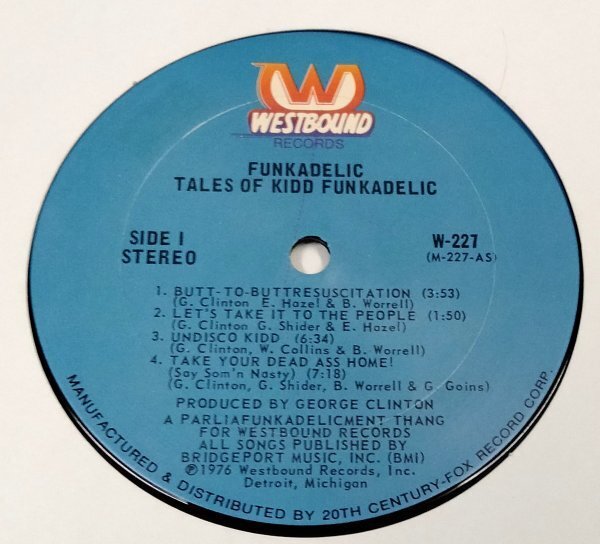 W
WESTBOUND
RECORDS
FUNKADELIC
TALES OF KIDD FUNKADELIC
SIDE I
STEREO
W-227
(M-227-AS)
1. BUTT-TO-BUTTRESUSCITATION (3:53)
(G. Clinton E. Hazel & B. Worrell)
2. LET'S TAKE IT TO THE PEOPLE (1:50)
(G. Clinton G. Shider & E. Hazel)
3. UNDISCO KIDD (6:34)
(G. Clinton, W. Collins & B. Worrell)
4. TAKE YOUR DEAD ASS HOME!
(Say Som'n Nasty) (7:18)
(G. Clinton, G. Shider, B. Worrell & G. Goins)
PRODUCED BY GEORGE CLINTON
A PARLIAFUNKADELICMENT THANG
FOR WESTBOUND RECORDS
ALL SONGS PUBLISHED BY
BRIDGEPORT MUSIC, INC. (BMI)
℗1976 Westbound Records, Inc.
Detroit, Michigan
MANUFACTURED & DISTRIBUTED BY 20TH CENTURY-FOX RECORD CORP.